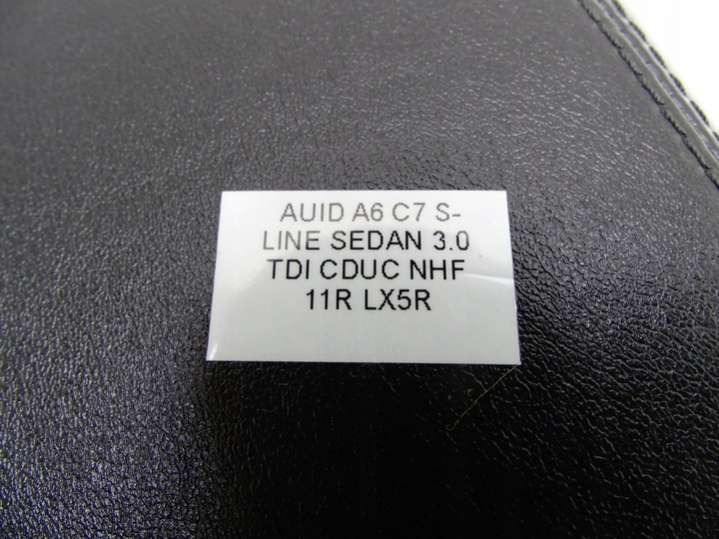 AUID A6 C7 S-
LINE SEDAN 3.0
TDI CDUC NHF
11R LX5R